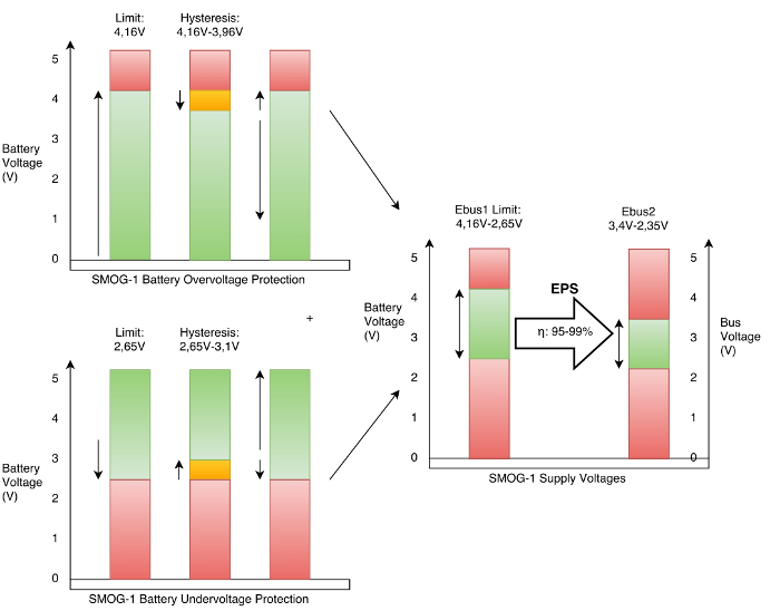 Limit:
4,16V
Hysteresis:
4,16V-3,96V
5
4
3
2
1
0
Battery
Voltage
(V)
SMOG-1 Battery Overvoltage Protection
+
Limit:
2,65V
Hysteresis:
2,65V-3,1V
5
4
3
2
1
0
Battery
Voltage
(V)
SMOG-1 Battery Undervoltage Protection
Ebus1 Limit:
4,16V-2,65V
Ebus2
3,4V-2,35V
5
4
3
2
1
0
Battery
Voltage
(V)
EPS
η: 95-99%
5
4
3
2
1
0
Bus
Voltage
(V)
SMOG-1 Supply Voltages